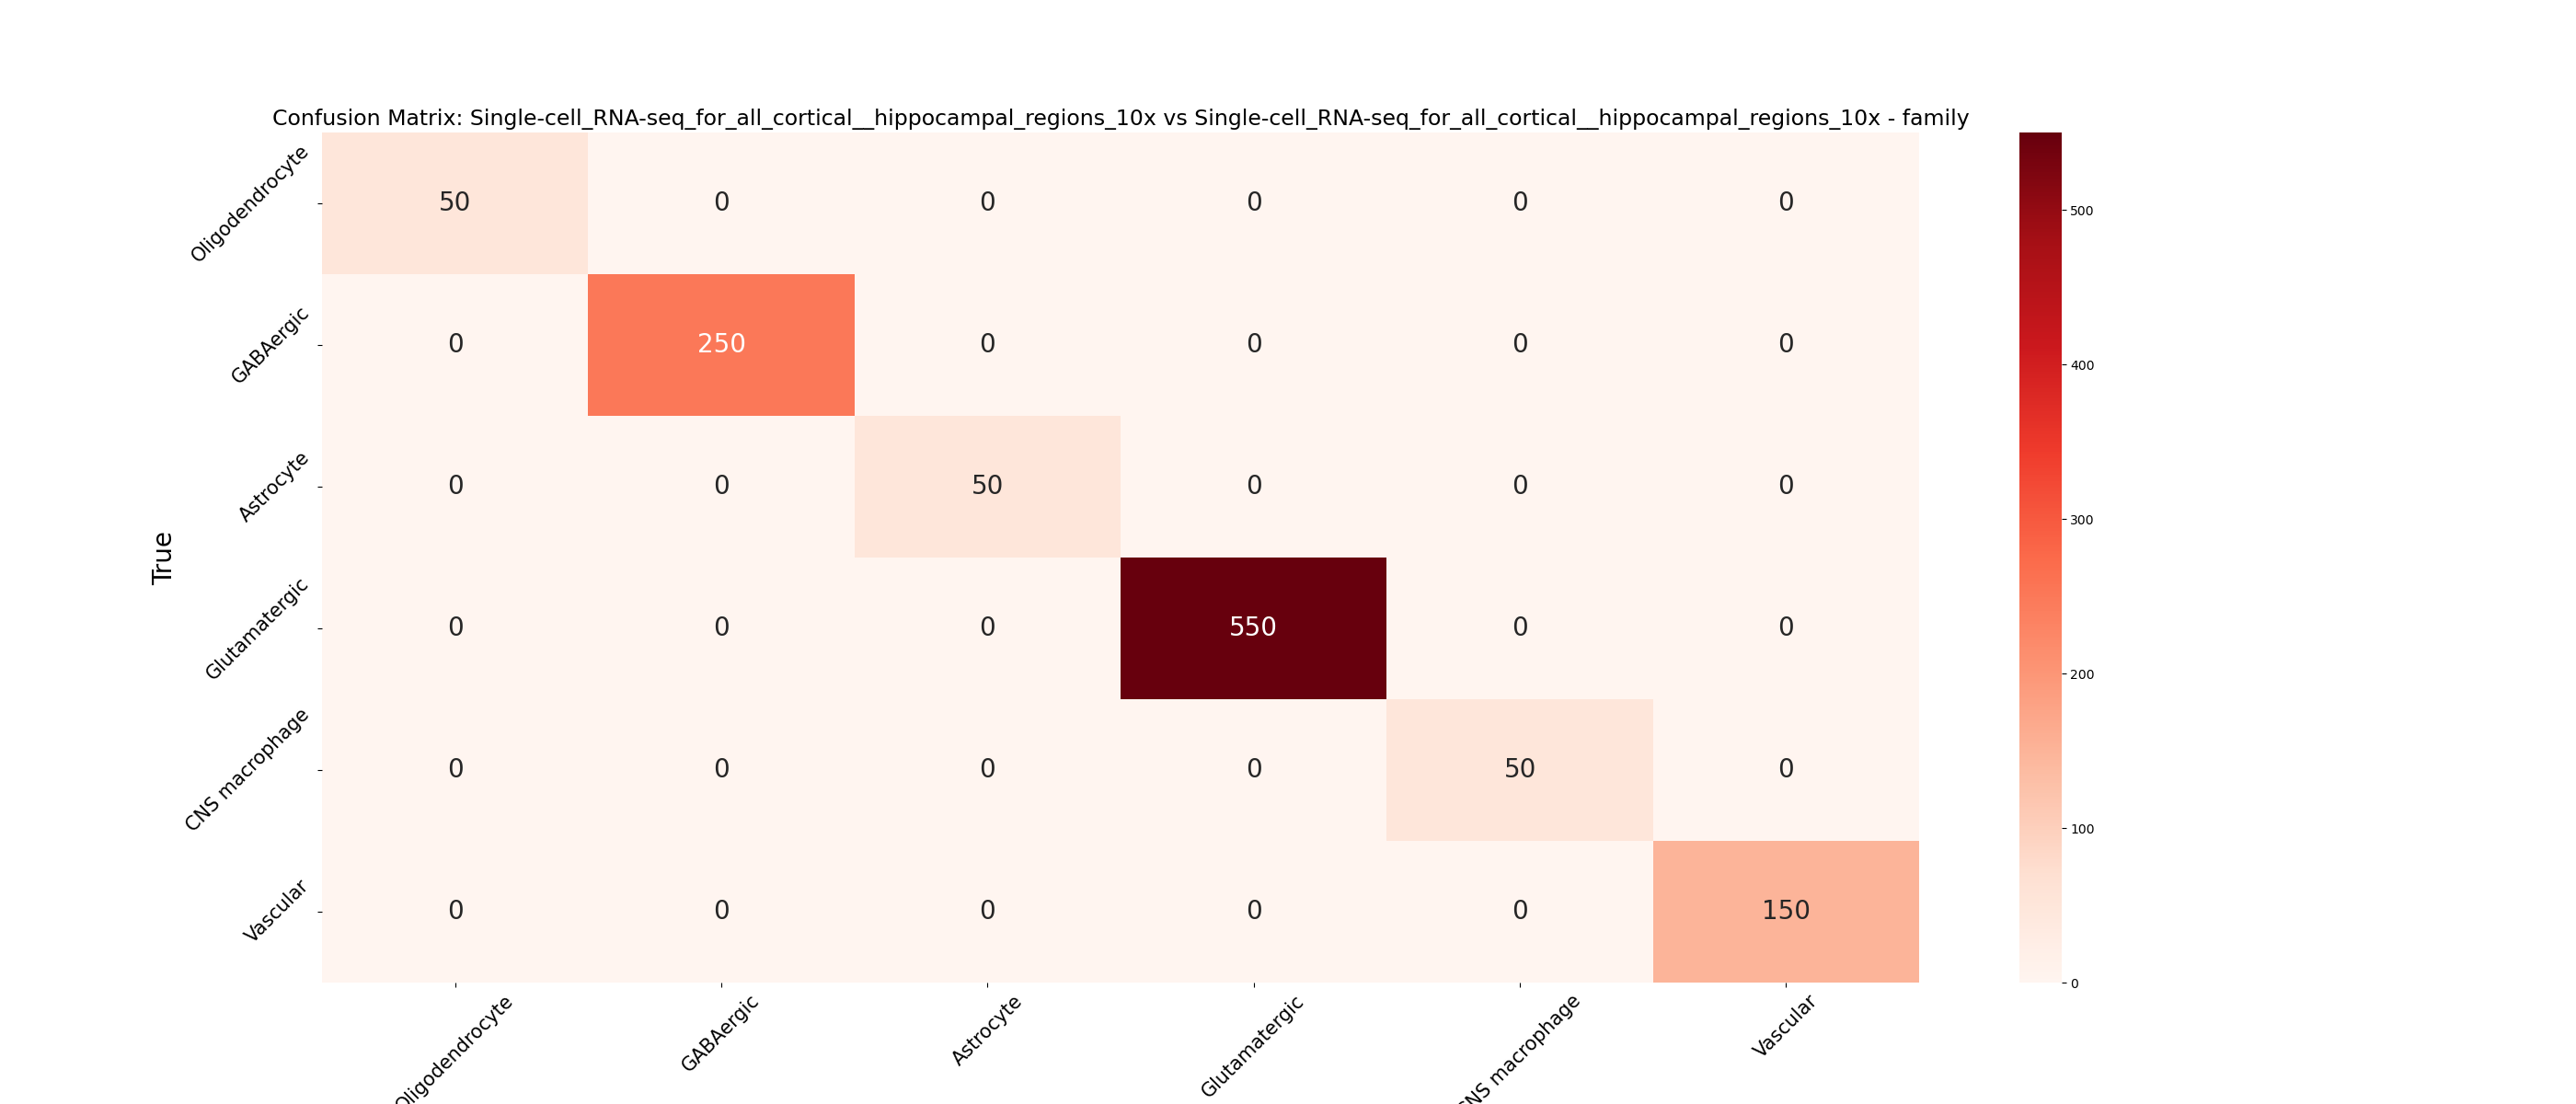 Confusion Matrix: Single-cell_RNA-seq_for_all_cortical__hippocampal_regions_10x vs Single-cell_RNA-seq_for_all_cortical__hippocampal_regions_10x - family
True
Oligodendrocyte 50 0 0 0 0 0
GABAergic 0 250 0 0 0 0
Astrocyte 0 0 50 0 0 0
Glutamatergic 0 0 0 550 0 0
CNS macrophage 0 0 0 0 50 0
Vascular 0 0 0 0 0 150
Oligodendrocyte GABAergic Astrocyte Glutamatergic CNS macrophage Vascular
500
400
300
200
100
0